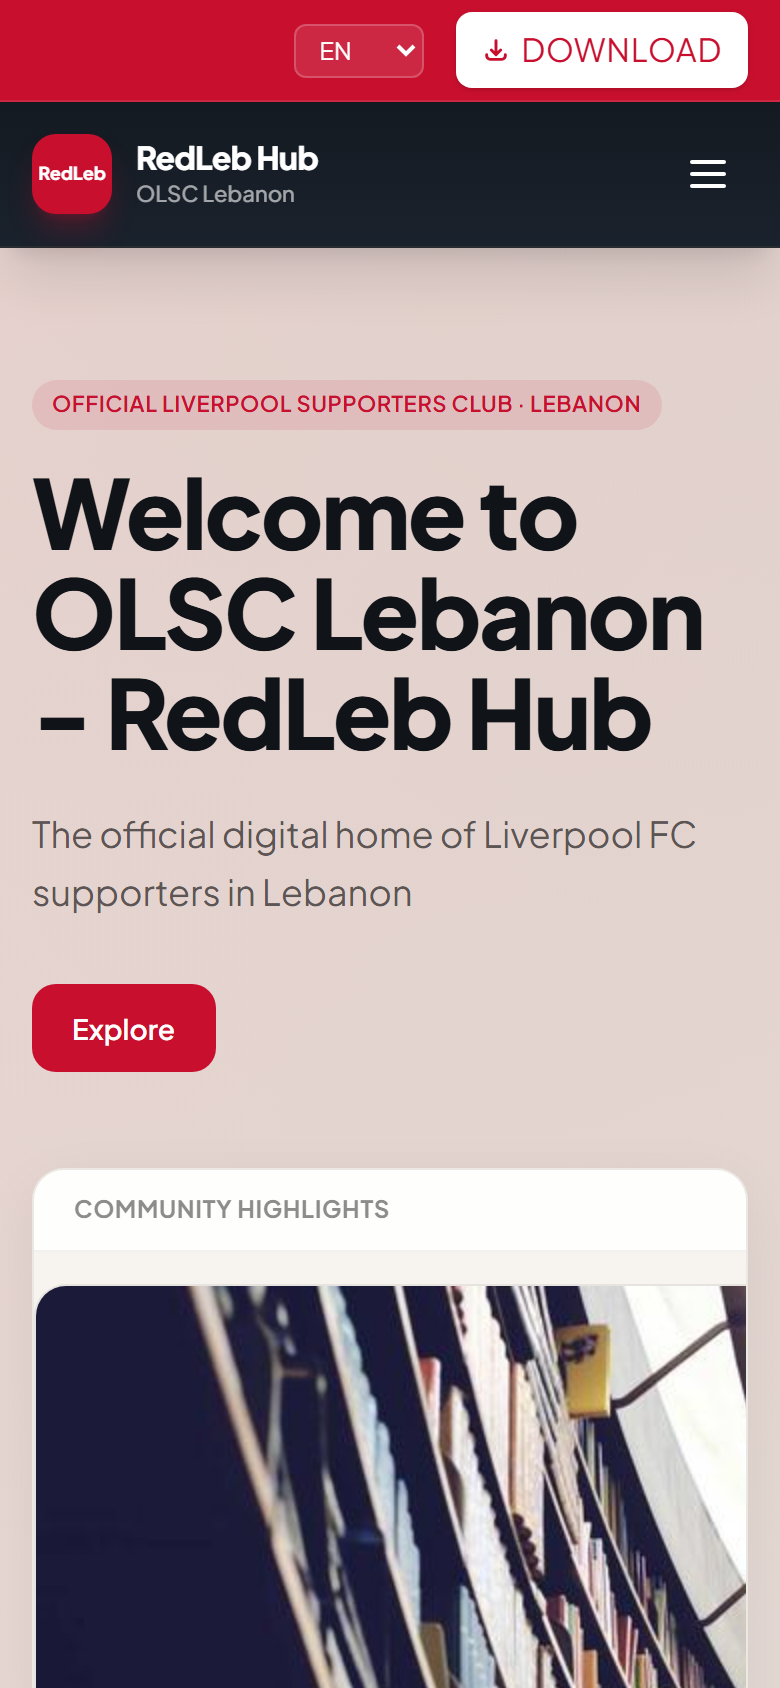 EN
DOWNLOAD
RedLeb
RedLeb Hub
OLSC Lebanon
OFFICIAL LIVERPOOL SUPPORTERS CLUB · LEBANON
Welcome to
OLSC Lebanon
– RedLeb Hub
The official digital home of Liverpool FC
supporters in Lebanon
Explore
COMMUNITY HIGHLIGHTS